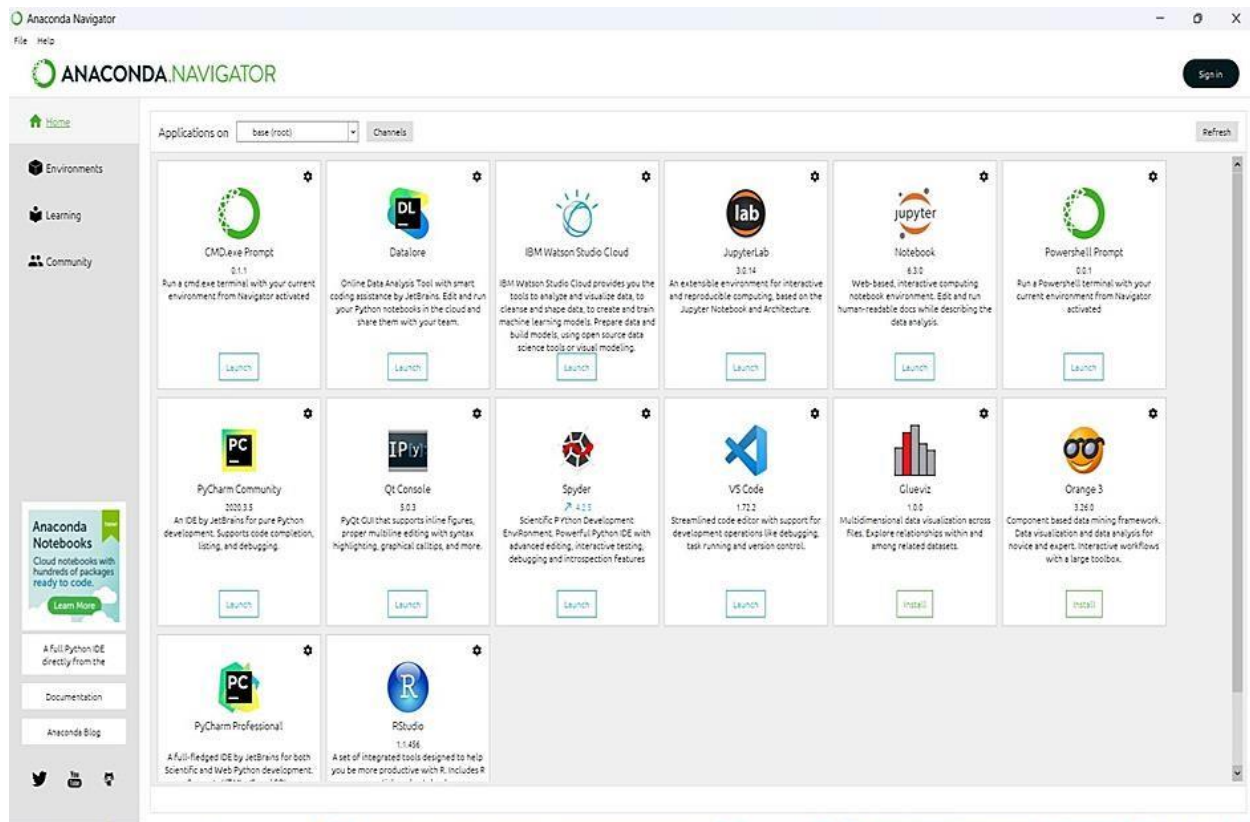 Anaconda Navigator
File Help
ANACONDA.NAVIGATOR
Sign in
Home
Environments
Learning
Community
Applications on base (root) Channels
Refresh
CMD.exe Prompt
0.1.1
Run a cmd.exe terminal with your current
environment from Navigator activated
Launch
DL
Datalore
Online Data Analysis Tool with smart
coding assistance by JetBrains. Edit and run
your Python notebooks in the cloud and
share them with your team.
Launch
IBM Watson Studio Cloud
IBM Watson Studio Cloud provides you the
tools to analyze and visualize data, to
cleanse and shape data, to create and train
machine learning models. Prepare data and
build models, using open source data
science tools or visual modeling.
Launch
lab
JupyterLab
3.0.14
An extensible environment for interactive
and reproducible computing, based on the
Jupyter Notebook and Architecture.
Launch
jupyter
Notebook
6.3.0
Web-based, interactive computing
notebook environment. Edit and run
human-readable docs while describing the
data analysis.
Launch
Powershell Prompt
0.0.1
Run a Powershell terminal with your
current environment from Navigator
activated
Launch
PC
PyCharm Community
2020.3.5
An IDE by JetBrains for pure Python
development. Supports code completion,
listing, and debugging.
Launch
IP[y]:
Qt Console
5.0.3
PyQt GUI that supports inline figures,
proper multiline editing with syntax
highlighting, graphical calltips, and more.
Launch
Spyder
4.2.5
Scientific PYthon Development
EnviRonment. Powerful Python IDE with
advanced editing, interactive testing,
debugging and introspection features
Launch
VS Code
1.72.2
Streamlined code editor with support for
development operations like debugging,
task running and version control.
Launch
Glueviz
1.0.0
Multidimensional data visualization across
files. Explore relationships within and
among related datasets.
Install
Orange 3
3.26.0
Component based data mining framework.
Data visualization and data analysis for
novice and expert. Interactive workflows
with a large toolbox.
Install
PC
PyCharm Professional
A full-fledged IDE by JetBrains for both
Scientific and Web Python development.
R
RStudio
1.1.456
A set of integrated tools designed to help
you be more productive with R. Includes R
Anaconda
Notebooks
Cloud notebooks with
hundreds of packages
ready to code.
Learn More
A full Python IDE
directly from the
Documentation
Anaconda Blog